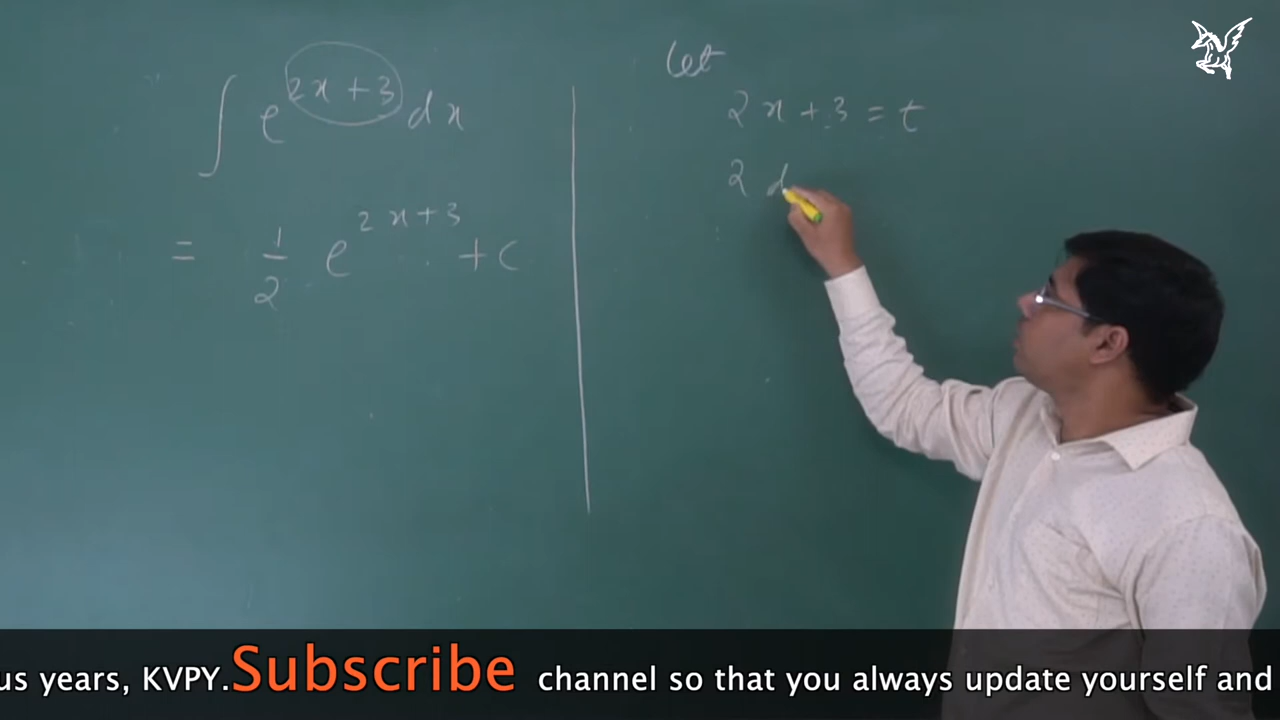 ∫ e^{2x+3} dx
= 1/2 e^{2x+3} + c
let
2x + 3 = t
2 d
us years, KVPY. Subscribe channel so that you always update yourself and